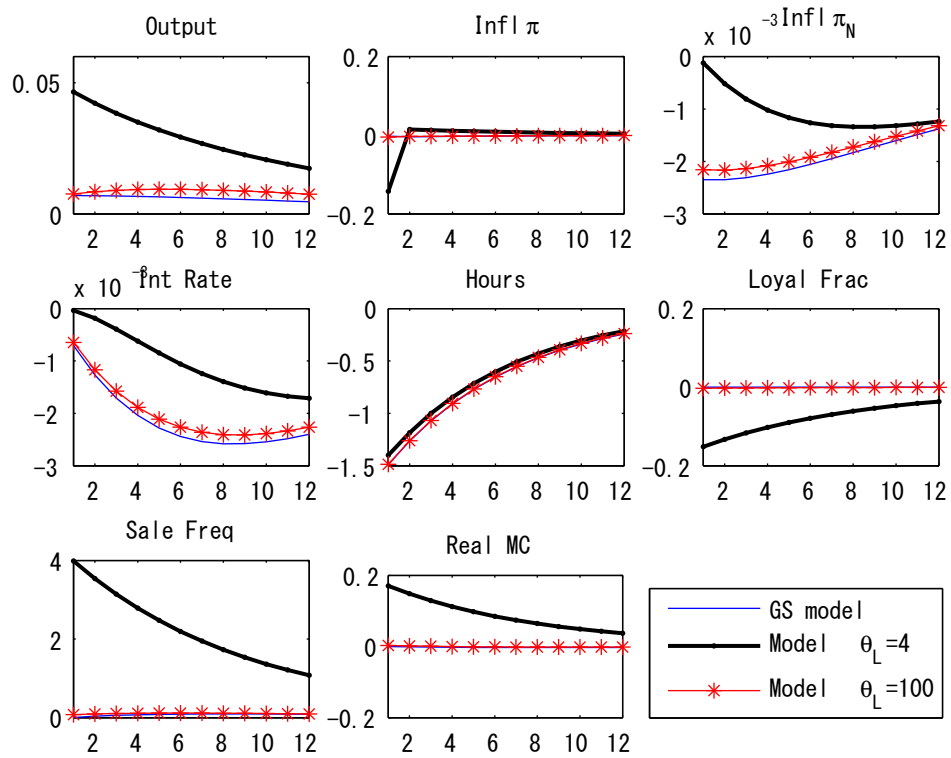 Output
Infl π
x 10 -3 Infl π_N
0.05
0
2 4 6 8 10 12
0.2
0
-0.2
2 4 6 8 10 12
0
-1
-2
-3
2 4 6 8 10 12
x 10 -3 Int Rate
Hours
Loyal Frac
0
-1
-2
-3
2 4 6 8 10 12
0
-0.5
-1
-1.5
2 4 6 8 10 12
0.2
0
-0.2
2 4 6 8 10 12
Sale Freq
Real MC
4
2
0
2 4 6 8 10 12
0.2
0
-0.2
2 4 6 8 10 12
GS model
Model θ_L=4
Model θ_L=100